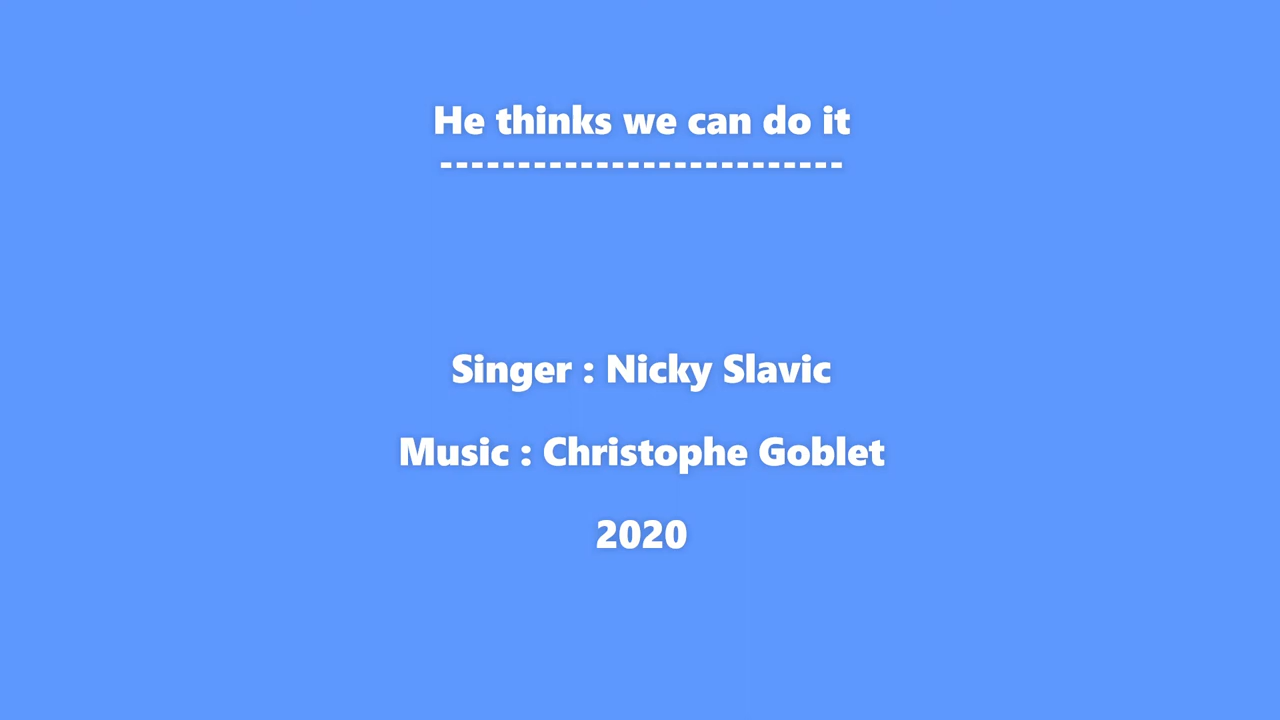 He thinks we can do it
--------------------------
Singer : Nicky Slavic
Music : Christophe Goblet
2020